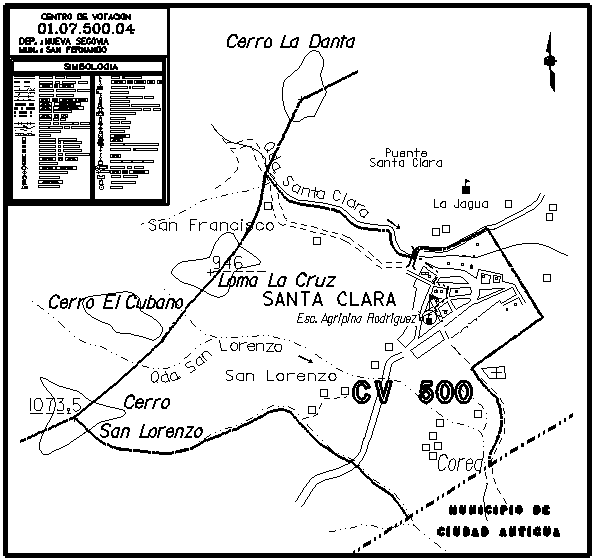 CENTRO DE VOTACION
01.07.500.04
DEP.: NUEVA SEGOVIA
MUN.: SAN FERNANDO
SIMBOLOGIA
Cerro La Danta
Puente
Santa Clara
Qda Santa Clara
La Jagua
San Francisco
946
Loma La Cruz
SANTA CLARA
Cerro El Cubano
Esc. Agripina Rodriguez
Qda San Lorenzo
San Lorenzo
CV 500
1073.5
Cerro
San Lorenzo
Corea
MUNICIPIO DE
CIUDAD ANTIGUA